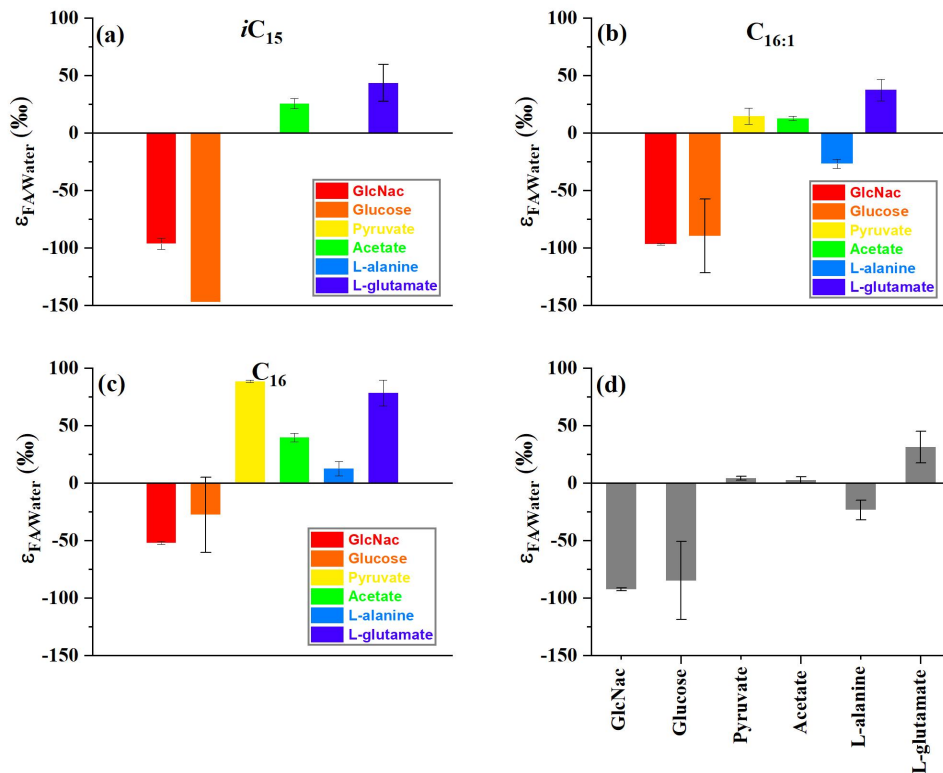 (a)
iC15
100
50
0
-50
-100
-150
εFA/Water (‰)
GlcNac
Glucose
Pyruvate
Acetate
L-alanine
L-glutamate
(b)
C16:1
100
50
0
-50
-100
-150
εFA/Water (‰)
GlcNac
Glucose
Pyruvate
Acetate
L-alanine
L-glutamate
(c)
C16
100
50
0
-50
-100
-150
εFA/Water (‰)
GlcNac
Glucose
Pyruvate
Acetate
L-alanine
L-glutamate
(d)
100
50
0
-50
-100
-150
εFA/Water (‰)
GlcNac
Glucose
Pyruvate
Acetate
L-alanine
L-glutamate